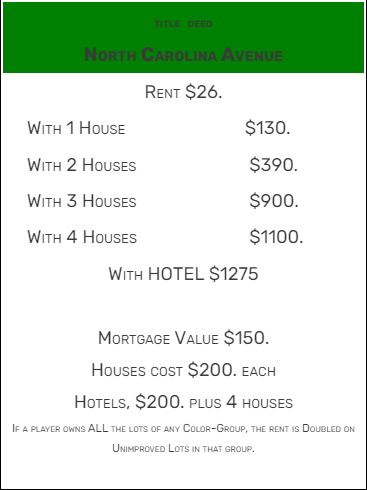 TITLE DEED
NORTH CAROLINA AVENUE
RENT $26.
WITH 1 HOUSE $130.
WITH 2 HOUSES $390.
WITH 3 HOUSES $900.
WITH 4 HOUSES $1100.
WITH HOTEL $1275
MORTGAGE VALUE $150.
HOUSES COST $200. EACH
HOTELS, $200. PLUS 4 HOUSES
IF A PLAYER OWNS ALL THE LOTS OF ANY COLOR-GROUP, THE RENT IS DOUBLED ON
UNIMPROVED LOTS IN THAT GROUP.